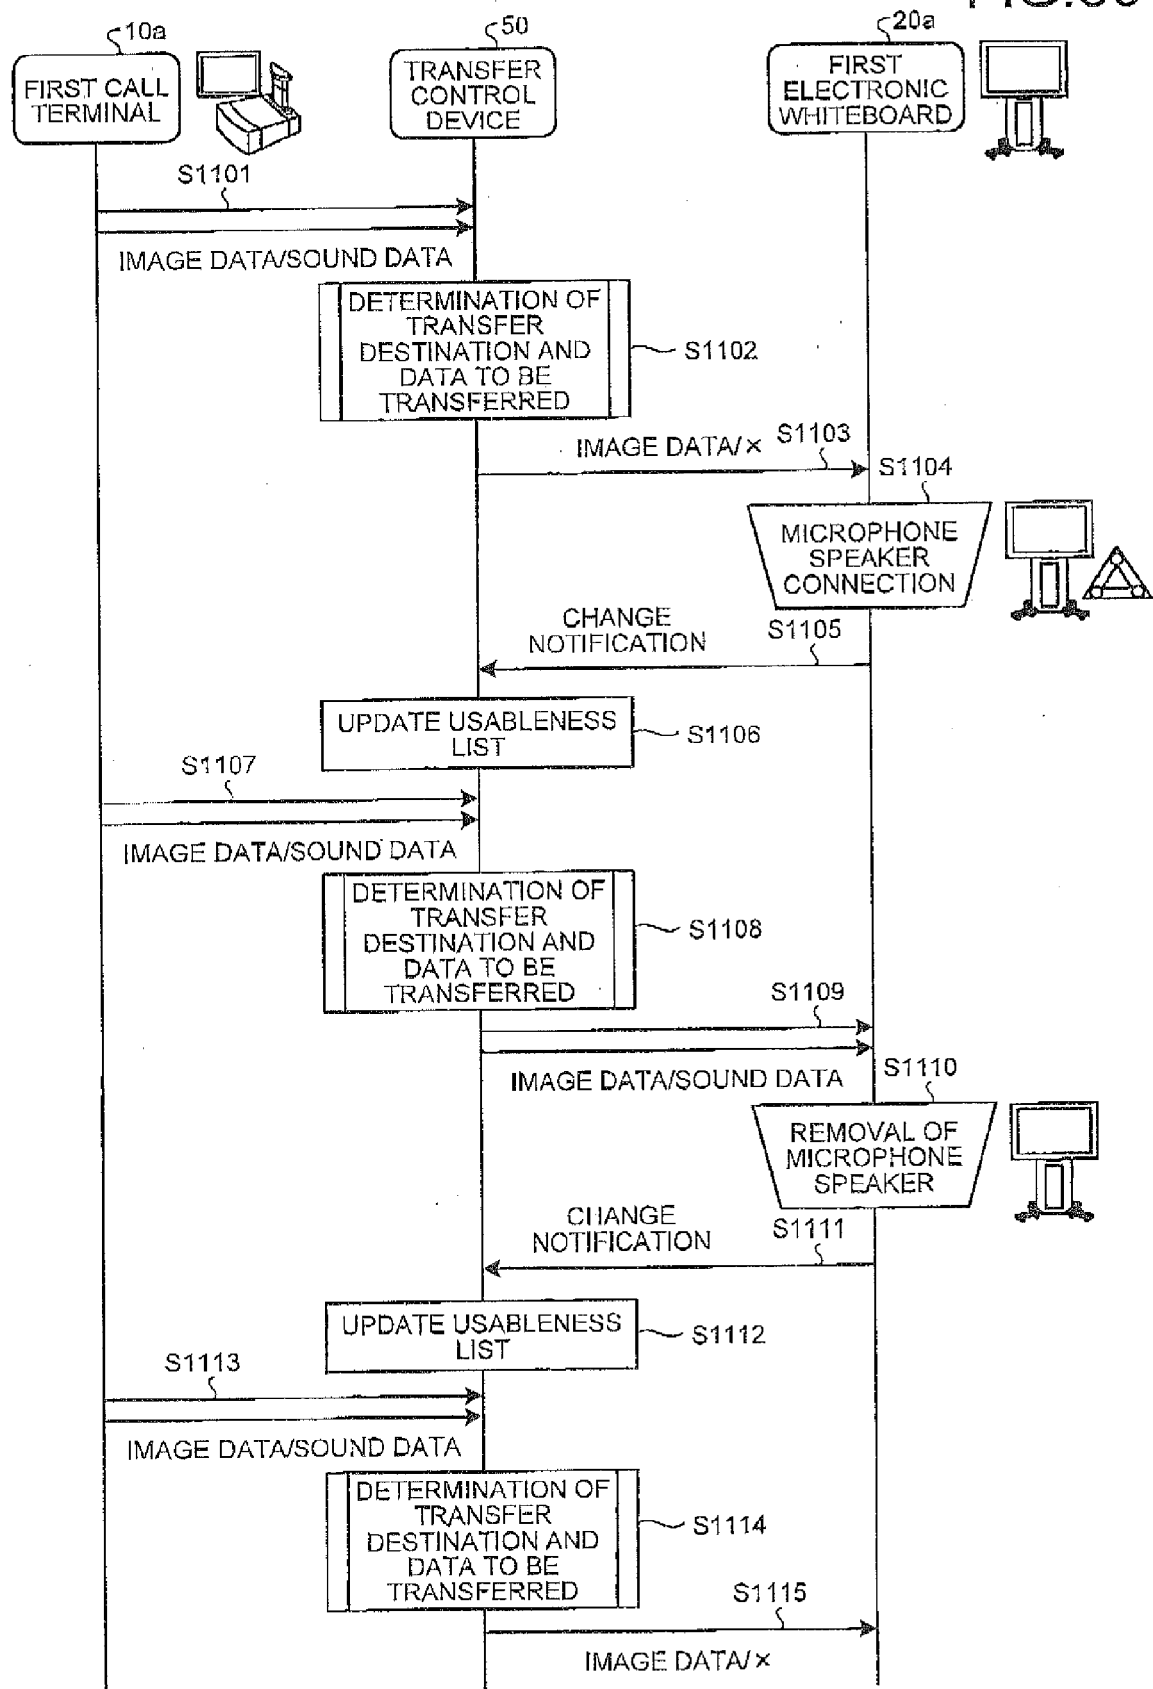 10a
50
20a
FIRST CALL
TERMINAL
TRANSFER
CONTROL
DEVICE
FIRST
ELECTRONIC
WHITEBOARD
S1101
IMAGE DATA/SOUND DATA
DETERMINATION OF
TRANSFER
DESTINATION AND
DATA TO BE
TRANSFERRED
S1102
IMAGE DATA/×
S1103
S1104
MICROPHONE
SPEAKER
CONNECTION
CHANGE
NOTIFICATION
S1105
UPDATE USABLENESS
LIST
S1106
S1107
IMAGE DATA/SOUND DATA
DETERMINATION OF
TRANSFER
DESTINATION AND
DATA TO BE
TRANSFERRED
S1108
S1109
IMAGE DATA/SOUND DATA
S1110
REMOVAL OF
MICROPHONE
SPEAKER
CHANGE
NOTIFICATION
S1111
UPDATE USABLENESS
LIST
S1112
S1113
IMAGE DATA/SOUND DATA
DETERMINATION OF
TRANSFER
DESTINATION AND
DATA TO BE
TRANSFERRED
S1114
S1115
IMAGE DATA/×